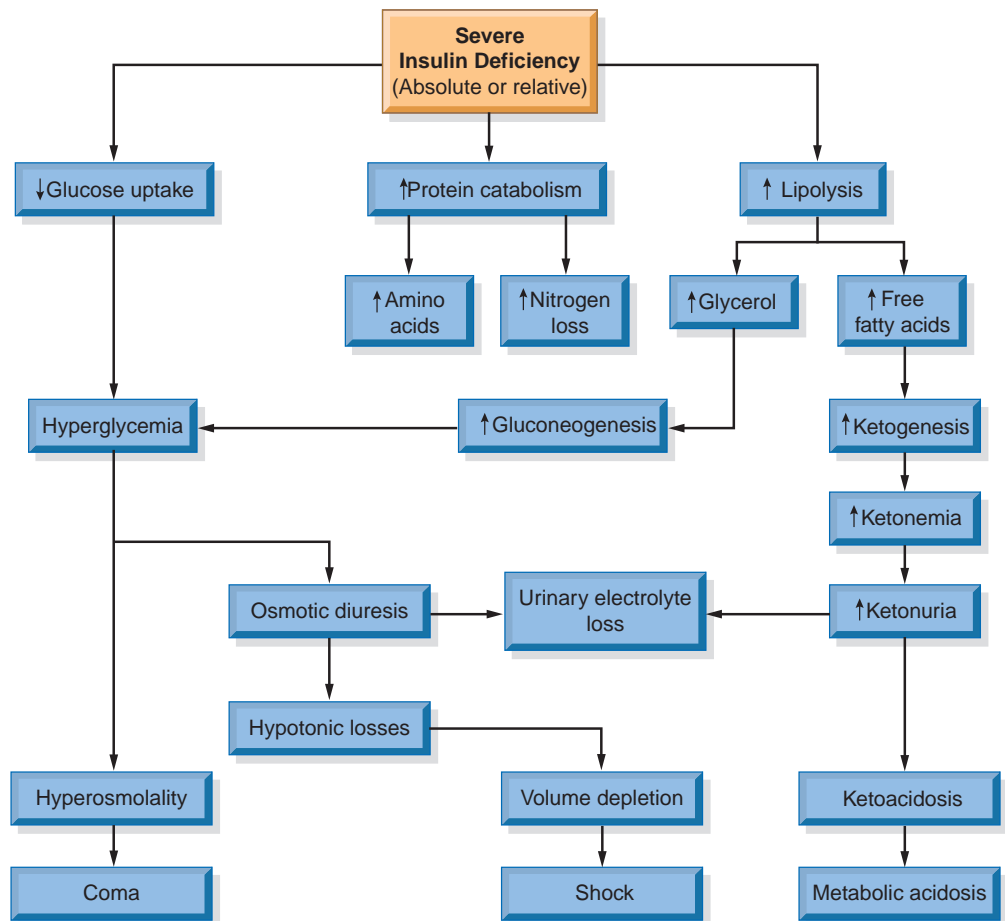 Severe
Insulin Deficiency
(Absolute or relative)
↓Glucose uptake
↑Protein catabolism
↑ Lipolysis
↑Amino
acids
↑Nitrogen
loss
↑Glycerol
↑Free
fatty acids
Hyperglycemia
↑Gluconeogenesis
↑Ketogenesis
↑Ketonemia
Osmotic diuresis
Urinary electrolyte
loss
↑Ketonuria
Hypotonic losses
Hyperosmolality
Volume depletion
Ketoacidosis
Coma
Shock
Metabolic acidosis